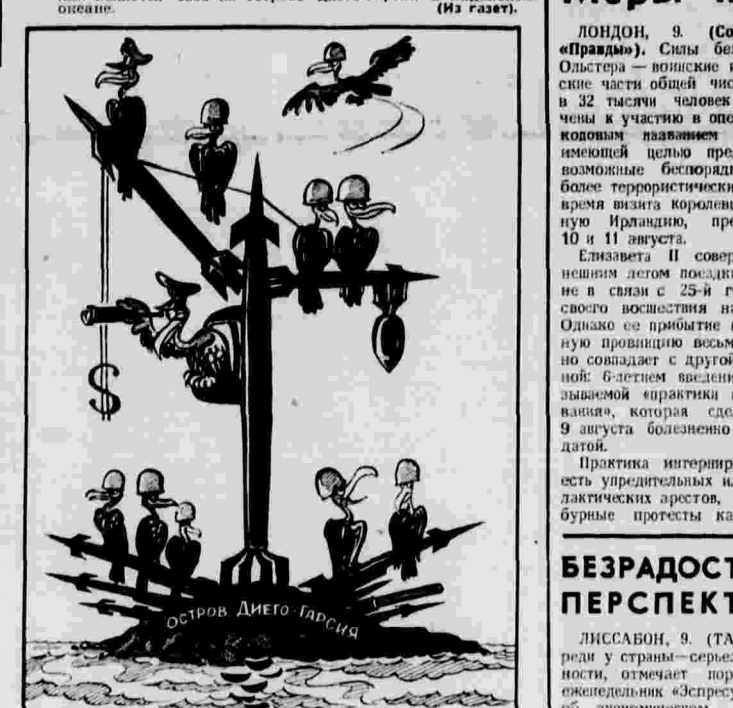 океане.
(Из газет).
$
ОСТРОВ ДИЕГО-ГАРСИЯ
ЛОНДОН, 9. (Со
«Правды»). Силы без
Ольстера — воинские и
ские части общей чис
в 32 тысячи человек
чены к участию в опе
кодовым названием
имеющей целью пре
возможные беспоряд
более террористически
время визита королев
ную Ирландию, пре
10 и 11 августа.
Елизавета II совер
нешним летом поездк
не в связи с 25-й г
своего восшествия на
Однако ее прибытие в
ную провинцию весьм
но совпадает с другой
ной: 6-летием введени
зываемой «практики и
вания», которая сде
9 августа болезненно
датой.
Практика интернир
есть упредительных и
лактических арестов,
бурные протесты ка
БЕЗРАДОСТ
ПЕРСПЕКТ
ЛИССАБОН, 9. (ТА
реди у страны—серье
ности, отмечает пор
еженедельник «Эспресу
об экономическом